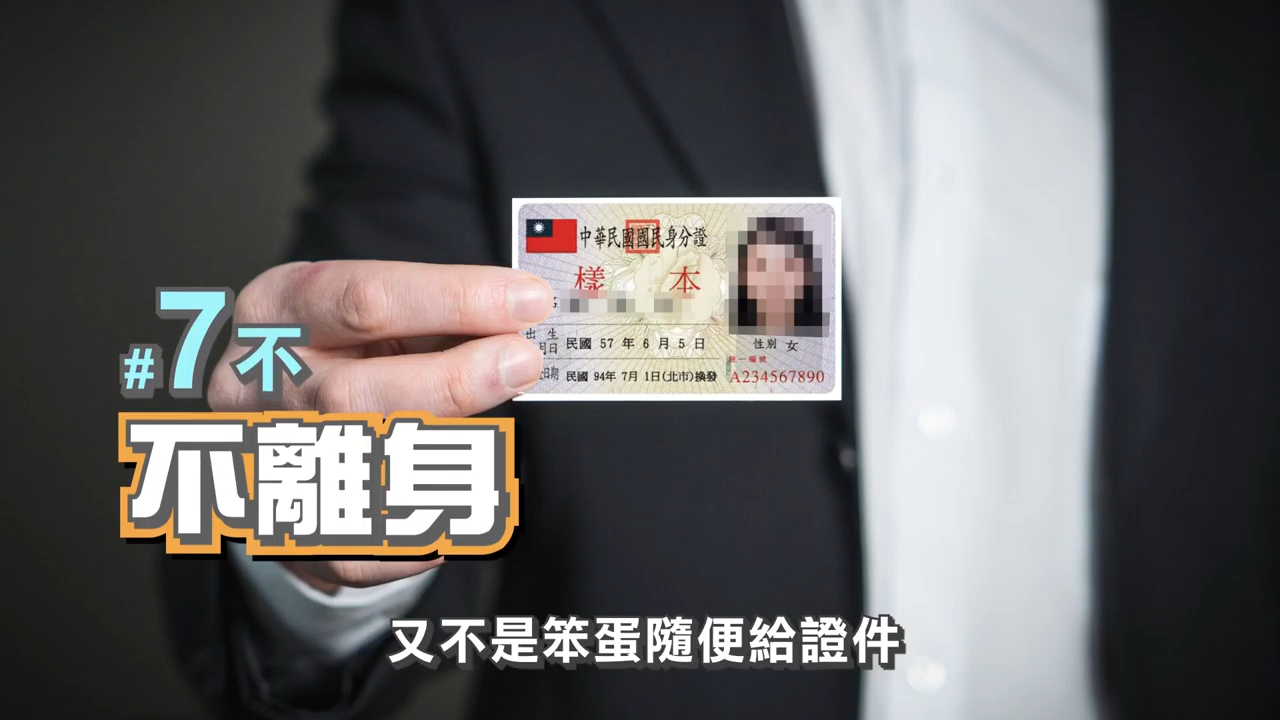 中華民國國民身分證
樣本
名
出生
月日 民國 57 年 6 月 5 日
性別 女
統一編號
日期 民國 94年 7月 1日(北市)換發
A234567890
#7不
不離身
又不是笨蛋隨便給證件